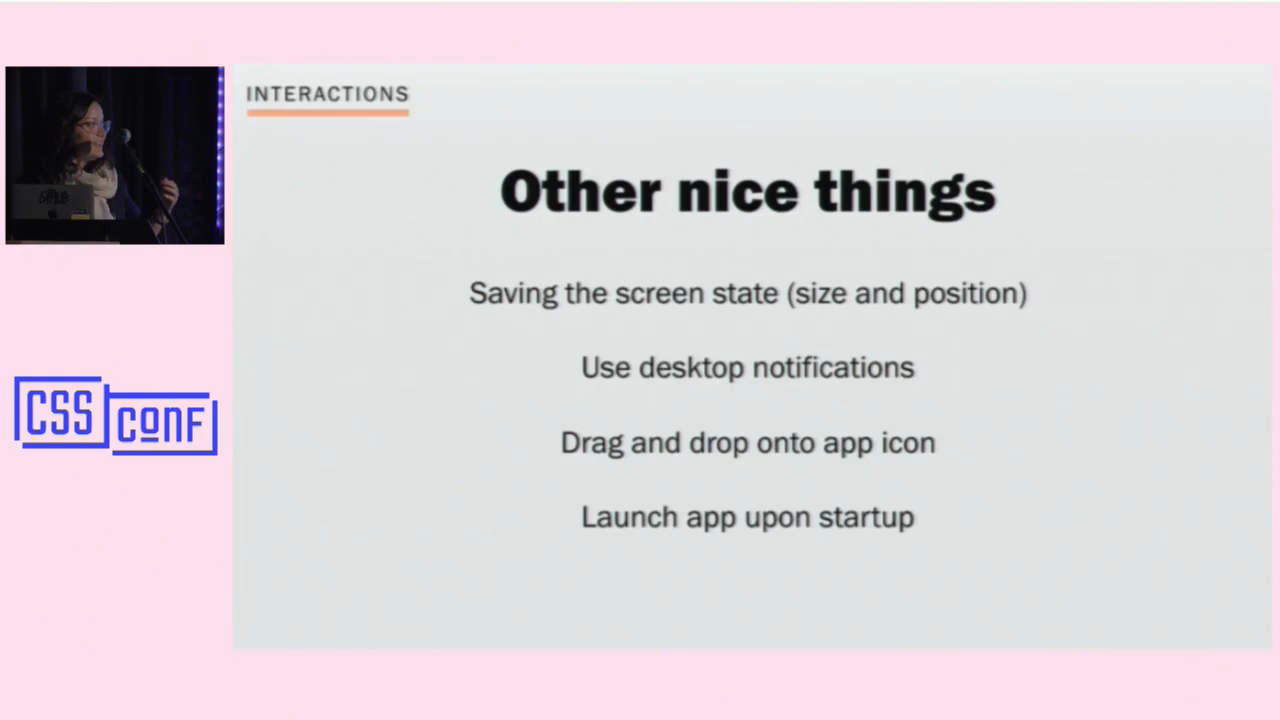 INTERACTIONS
Other nice things
Saving the screen state (size and position)
Use desktop notifications
Drag and drop onto app icon
Launch app upon startup
GitHub
CSS
CONF